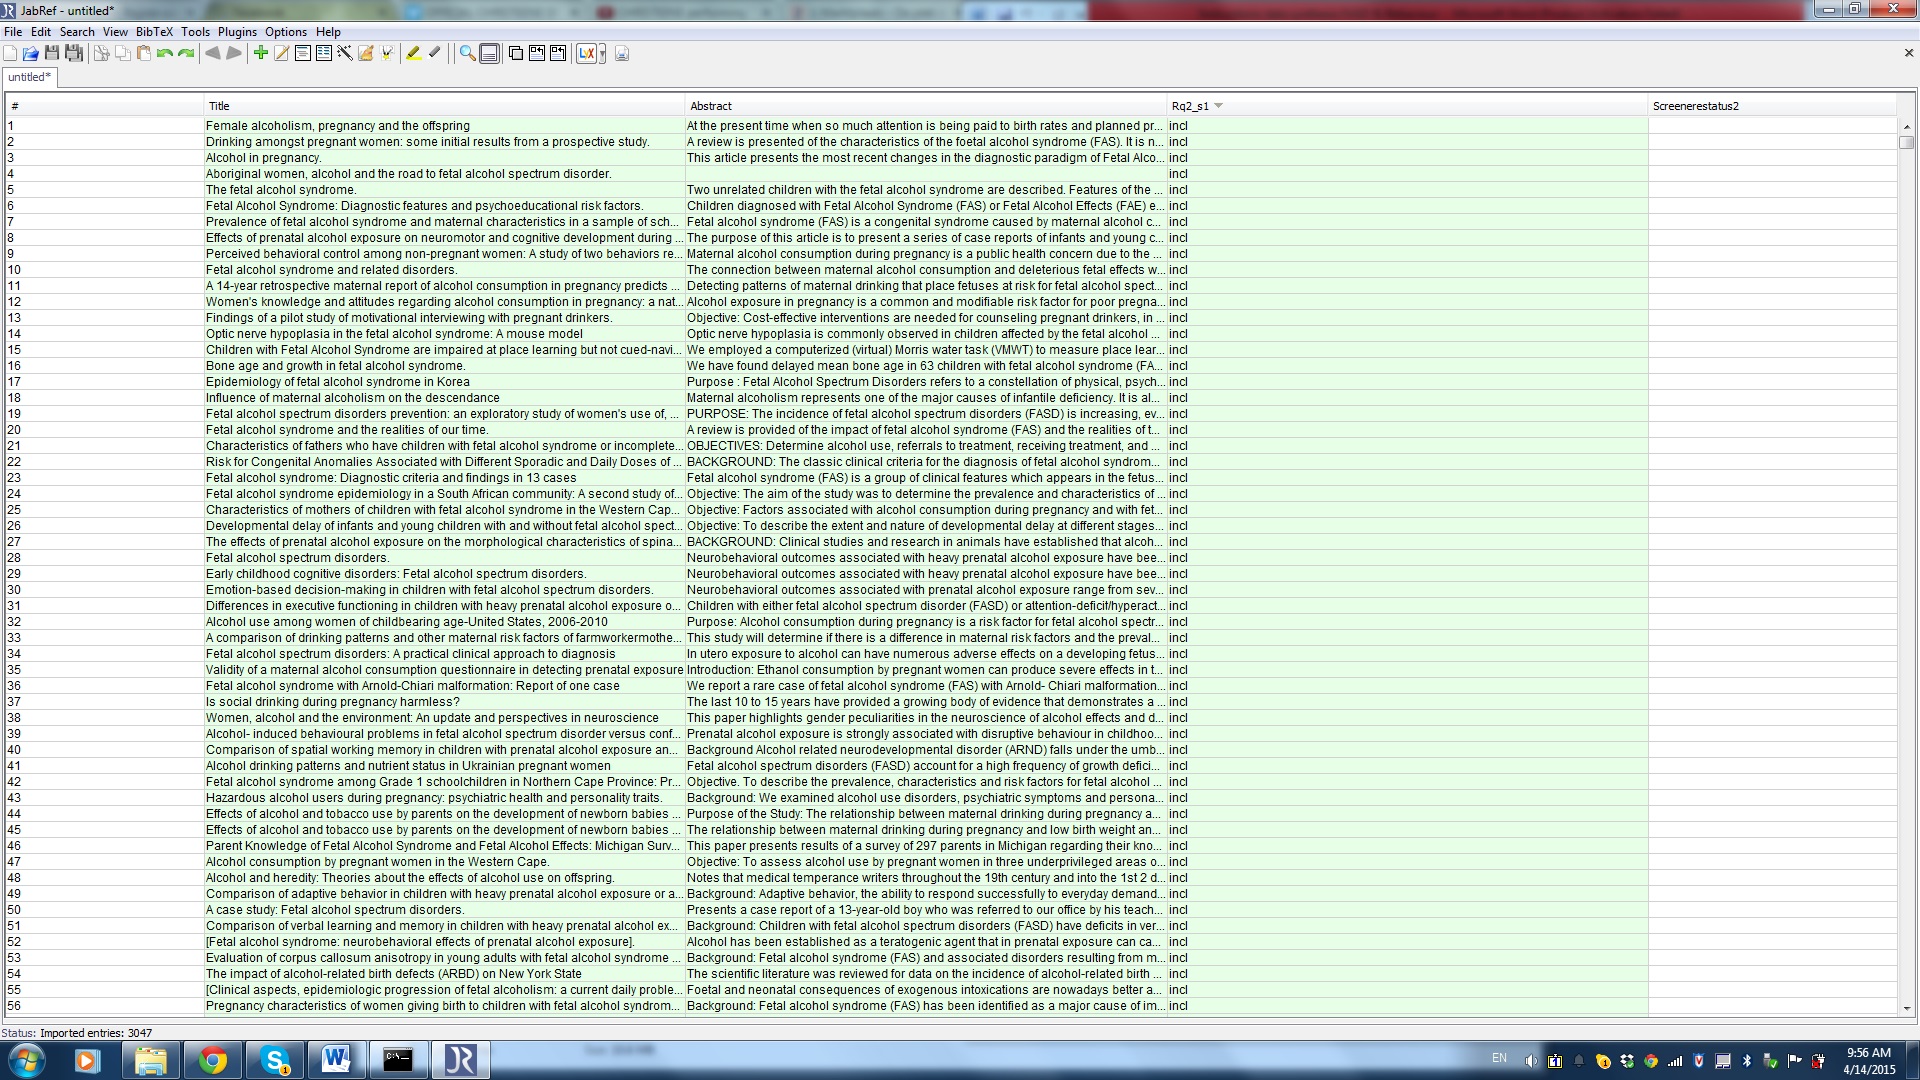 JabRef - untitled*
File Edit Search View BibTeX Tools Plugins Options Help
untitled*
# Title Abstract Rq2_s1 Screenerestatus2
1 Female alcoholism, pregnancy and the offspring At the present time when so much attention is being paid to birth rates and planned pr... incl
2 Drinking amongst pregnant women: some initial results from a prospective study. A review is presented of the characteristics of the foetal alcohol syndrome (FAS). It is n... incl
3 Alcohol in pregnancy. This article presents the most recent changes in the diagnostic paradigm of Fetal Alco... incl
4 Aboriginal women, alcohol and the road to fetal alcohol spectrum disorder. incl
5 The fetal alcohol syndrome. Two unrelated children with the fetal alcohol syndrome are described. Features of the ... incl
6 Fetal Alcohol Syndrome: Diagnostic features and psychoeducational risk factors. Children diagnosed with Fetal Alcohol Syndrome (FAS) or Fetal Alcohol Effects (FAE) e... incl
7 Prevalence of fetal alcohol syndrome and maternal characteristics in a sample of sch... Fetal alcohol syndrome (FAS) is a congenital syndrome caused by maternal alcohol c... incl
8 Effects of prenatal alcohol exposure on neuromotor and cognitive development during ... The purpose of this article is to present a series of case reports of infants and young c... incl
9 Perceived behavioral control among non-pregnant women: A study of two behaviors re... Maternal alcohol consumption during pregnancy is a public health concern due to the ... incl
10 Fetal alcohol syndrome and related disorders. The connection between maternal alcohol consumption and deleterious fetal effects w... incl
11 A 14-year retrospective maternal report of alcohol consumption in pregnancy predicts ... Detecting patterns of maternal drinking that place fetuses at risk for fetal alcohol spect... incl
12 Women's knowledge and attitudes regarding alcohol consumption in pregnancy: a nat... Alcohol exposure in pregnancy is a common and modifiable risk factor for poor pregna... incl
13 Findings of a pilot study of motivational interviewing with pregnant drinkers. Objective: Cost-effective interventions are needed for counseling pregnant drinkers, in ... incl
14 Optic nerve hypoplasia in the fetal alcohol syndrome: A mouse model Optic nerve hypoplasia is commonly observed in children affected by the fetal alcohol ... incl
15 Children with Fetal Alcohol Syndrome are impaired at place learning but not cued-navi... We employed a computerized (virtual) Morris water task (VMWT) to measure place lear... incl
16 Bone age and growth in fetal alcohol syndrome. We have found delayed mean bone age in 63 children with fetal alcohol syndrome (FA... incl
17 Epidemiology of fetal alcohol syndrome in Korea Purpose : Fetal Alcohol Spectrum Disorders refers to a constellation of physical, psych... incl
18 Influence of maternal alcoholism on the descendance Maternal alcoholism represents one of the major causes of infantile deficiency. It is al... incl
19 Fetal alcohol spectrum disorders prevention: an exploratory study of women's use of, ... PURPOSE: The incidence of fetal alcohol spectrum disorders (FASD) is increasing, ev... incl
20 Fetal alcohol syndrome and the realities of our time. A review is provided of the impact of fetal alcohol syndrome (FAS) and the realities of t... incl
21 Characteristics of fathers who have children with fetal alcohol syndrome or incomplete... OBJECTIVES: Determine alcohol use, referrals to treatment, receiving treatment, and ... incl
22 Risk for Congenital Anomalies Associated with Different Sporadic and Daily Doses of ... BACKGROUND: The classic clinical criteria for the diagnosis of fetal alcohol syndrom... incl
23 Fetal alcohol syndrome: Diagnostic criteria and findings in 13 cases Fetal alcohol syndrome (FAS) is a group of clinical features which appears in the fetus... incl
24 Fetal alcohol syndrome epidemiology in a South African community: A second study of... Objective: The aim of the study was to determine the prevalence and characteristics of ... incl
25 Characteristics of mothers of children with fetal alcohol syndrome in the Western Cap... Objective: Factors associated with alcohol consumption during pregnancy and with fet... incl
26 Developmental delay of infants and young children with and without fetal alcohol spect... Objective: To describe the extent and nature of developmental delay at different stages... incl
27 The effects of prenatal alcohol exposure on the morphological characteristics of spina... BACKGROUND: Clinical studies and research in animals have established that alcoh... incl
28 Fetal alcohol spectrum disorders. Neurobehavioral outcomes associated with heavy prenatal alcohol exposure have bee... incl
29 Early childhood cognitive disorders: Fetal alcohol spectrum disorders. Neurobehavioral outcomes associated with heavy prenatal alcohol exposure have bee... incl
30 Emotion-based decision-making in children with fetal alcohol spectrum disorders. Neurobehavioral outcomes associated with prenatal alcohol exposure range from sev... incl
31 Differences in executive functioning in children with heavy prenatal alcohol exposure o... Children with either fetal alcohol spectrum disorder (FASD) or attention-deficit/hyperact... incl
32 Alcohol use among women of childbearing age-United States, 2006-2010 Purpose: Alcohol consumption during pregnancy is a risk factor for fetal alcohol spectr... incl
33 A comparison of drinking patterns and other maternal risk factors of farmworkermothe... This study will determine if there is a difference in maternal risk factors and the preval... incl
34 Fetal alcohol spectrum disorders: A practical clinical approach to diagnosis In utero exposure to alcohol can have numerous adverse effects on a developing fetus... incl
35 Validity of a maternal alcohol consumption questionnaire in detecting prenatal exposure Introduction: Ethanol consumption by pregnant women can produce severe effects in t... incl
36 Fetal alcohol syndrome with Arnold-Chiari malformation: Report of one case We report a rare case of fetal alcohol syndrome (FAS) with Arnold- Chiari malformation... incl
37 Is social drinking during pregnancy harmless? The last 10 to 15 years have provided a growing body of evidence that demonstrates a ... incl
38 Women, alcohol and the environment: An update and perspectives in neuroscience This paper highlights gender peculiarities in the neuroscience of alcohol effects and d... incl
39 Alcohol- induced behavioural problems in fetal alcohol spectrum disorder versus conf... Prenatal alcohol exposure is strongly associated with disruptive behaviour in childhoo... incl
40 Comparison of spatial working memory in children with prenatal alcohol exposure an... Background Alcohol related neurodevelopmental disorder (ARND) falls under the umb... incl
41 Alcohol drinking patterns and nutrient status in Ukrainian pregnant women Fetal alcohol spectrum disorders (FASD) account for a high frequency of growth defici... incl
42 Fetal alcohol syndrome among Grade 1 schoolchildren in Northern Cape Province: Pr... Objective. To describe the prevalence, characteristics and risk factors for fetal alcohol ... incl
43 Hazardous alcohol users during pregnancy: psychiatric health and personality traits. Background: We examined alcohol use disorders, psychiatric symptoms and persona... incl
44 Effects of alcohol and tobacco use by parents on the development of newborn babies ... Purpose of the Study: The relationship between maternal drinking during pregnancy a... incl
45 Effects of alcohol and tobacco use by parents on the development of newborn babies ... The relationship between maternal drinking during pregnancy and low birth weight an... incl
46 Parent Knowledge of Fetal Alcohol Syndrome and Fetal Alcohol Effects: Michigan Surv... This paper presents results of a survey of 297 parents in Michigan regarding their kno... incl
47 Alcohol consumption by pregnant women in the Western Cape. Objective: To assess alcohol use by pregnant women in three underprivileged areas o... incl
48 Alcohol and heredity: Theories about the effects of alcohol use on offspring. Notes that medical temperance writers throughout the 19th century and into the 1st 2 d... incl
49 Comparison of adaptive behavior in children with heavy prenatal alcohol exposure or a... Background: Adaptive behavior, the ability to respond successfully to everyday demand... incl
50 A case study: Fetal alcohol spectrum disorders. Presents a case report of a 13-year-old boy who was referred to our office by his teach... incl
51 Comparison of verbal learning and memory in children with heavy prenatal alcohol ex... Background: Children with fetal alcohol spectrum disorders (FASD) have deficits in ver... incl
52 [Fetal alcohol syndrome: neurobehavioral effects of prenatal alcohol exposure]. Alcohol has been established as a teratogenic agent that in prenatal exposure can ca... incl
53 Evaluation of corpus callosum anisotropy in young adults with fetal alcohol syndrome ... Background: Fetal alcohol syndrome (FAS) and associated disorders resulting from m... incl
54 The impact of alcohol-related birth defects (ARBD) on New York State The scientific literature was reviewed for data on the incidence of alcohol-related birth ... incl
55 [Clinical aspects, epidemiologic progression of fetal alcoholism: a current daily proble... Foetal and neonatal consequences of exogenous intoxications are nowadays better a... incl
56 Pregnancy characteristics of women giving birth to children with fetal alcohol syndrom... Background: Fetal alcohol syndrome (FAS) has been identified as a major cause of im... incl
Status: Imported entries: 3047
EN 9:56 AM
4/14/2015